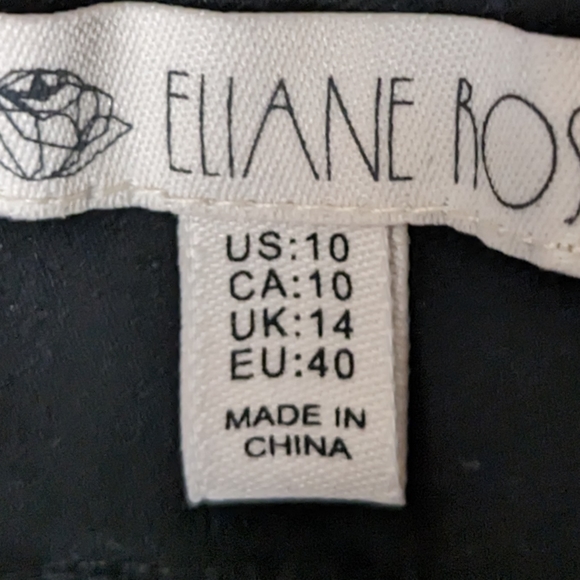 ELIANE ROS
US:10
CA:10
UK:14
EU:40
MADE IN
CHINA